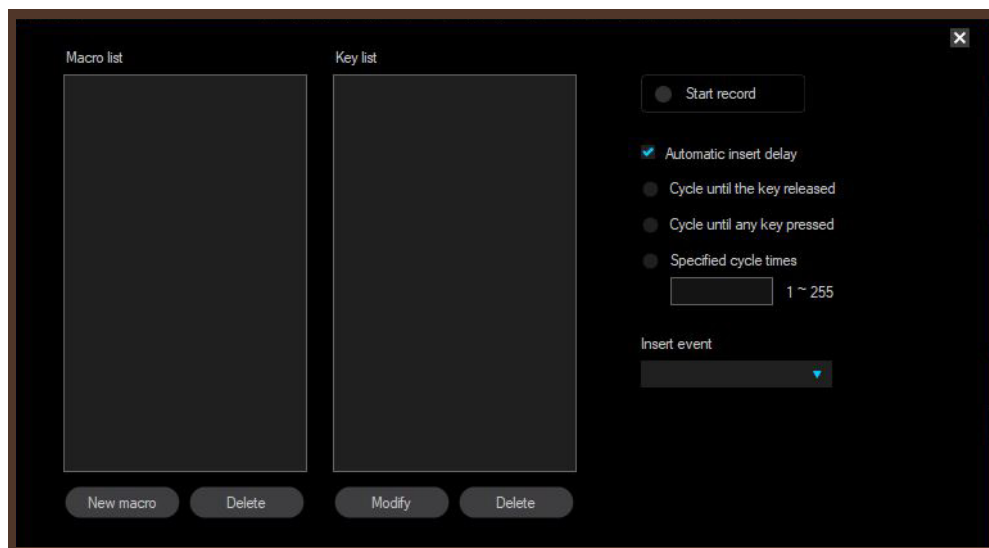 Macro list
Key list
Start record
Automatic insert delay
Cycle until the key released
Cycle until any key pressed
Specified cycle times
1 ~ 255
Insert event
New macro
Delete
Modify
Delete